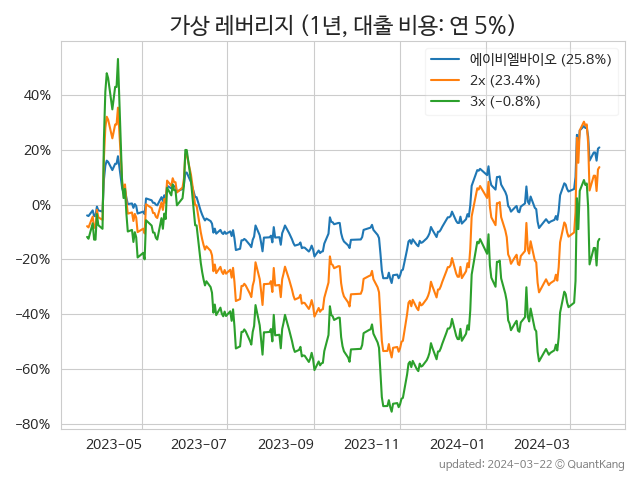 가상 레버리지 (1년, 대출 비용: 연 5%)
에이비엘바이오 (25.8%)
2x (23.4%)
3x (−0.8%)
40%
20%
0%
−20%
−40%
−60%
−80%
2023-05 2023-07 2023-09 2023-11 2024-01 2024-03
updated: 2024-03-22 © QuantKang